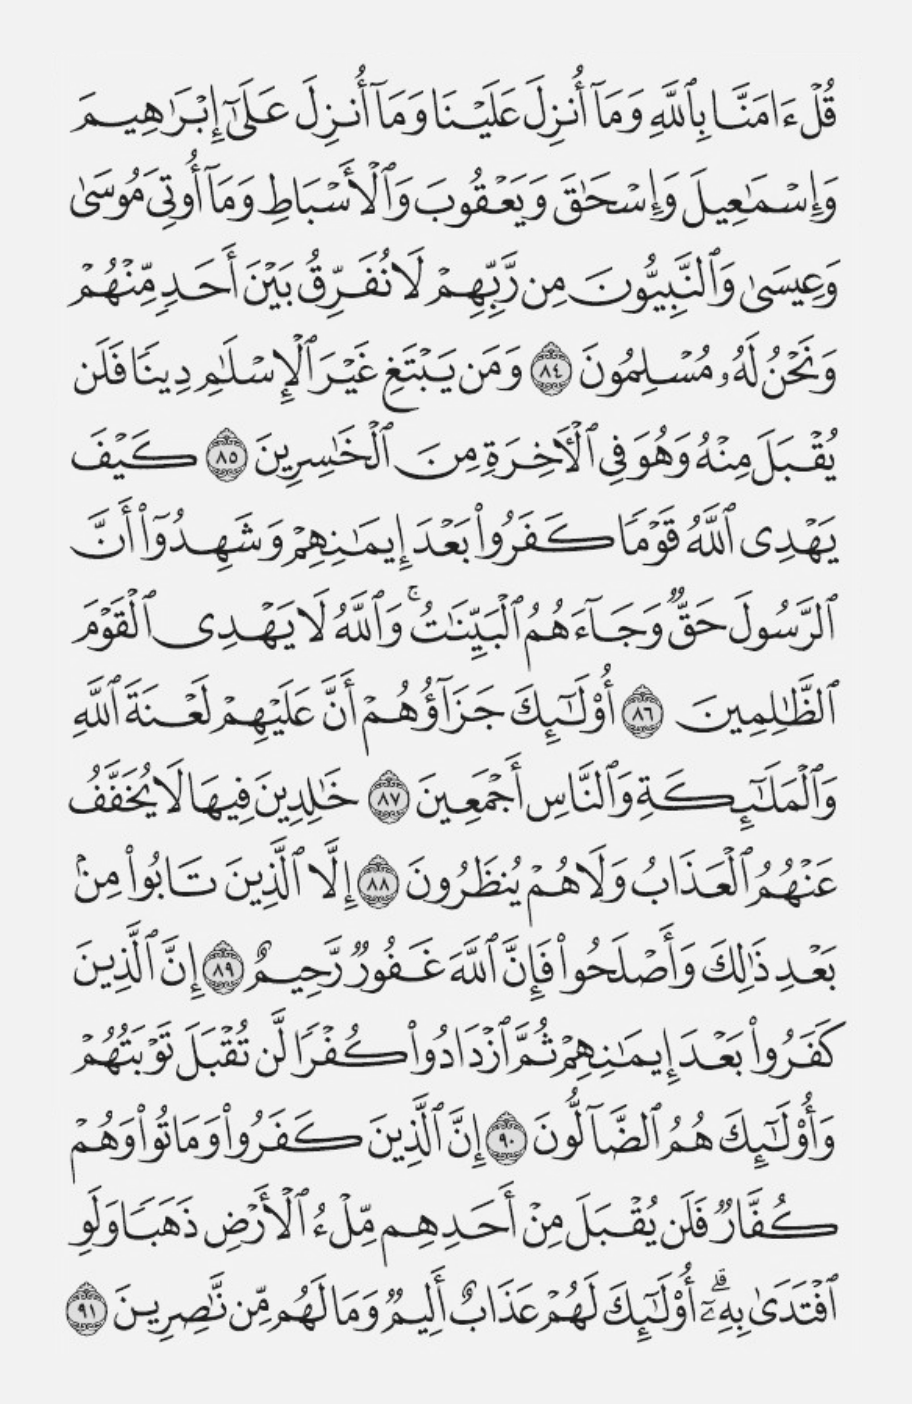 قُلْ ءَامَنَّا بِٱللَّهِ وَمَآ أُنزِلَ عَلَيْنَا وَمَآ أُنزِلَ عَلَىٰٓ إِبْرَٰهِيمَ
وَإِسْمَٰعِيلَ وَإِسْحَٰقَ وَيَعْقُوبَ وَٱلْأَسْبَاطِ وَمَآ أُوتِىَ مُوسَىٰ
وَعِيسَىٰ وَٱلنَّبِيُّونَ مِن رَّبِّهِمْ لَا نُفَرِّقُ بَيْنَ أَحَدٍ مِّنْهُمْ
وَنَحْنُ لَهُۥ مُسْلِمُونَ ٨٤ وَمَن يَبْتَغِ غَيْرَ ٱلْإِسْلَٰمِ دِينًا فَلَن
يُقْبَلَ مِنْهُ وَهُوَ فِى ٱلْأَخِرَةِ مِنَ ٱلْخَٰسِرِينَ ٨٥ كَيْفَ
يَهْدِى ٱللَّهُ قَوْمًا كَفَرُوا۟ بَعْدَ إِيمَٰنِهِمْ وَشَهِدُوٓا۟ أَنَّ
ٱلرَّسُولَ حَقٌّ وَجَآءَهُمُ ٱلْبَيِّنَٰتُ ۚ وَٱللَّهُ لَا يَهْدِى ٱلْقَوْمَ
ٱلظَّٰلِمِينَ ٨٦ أُو۟لَٰٓئِكَ جَزَآؤُهُمْ أَنَّ عَلَيْهِمْ لَعْنَةَ ٱللَّهِ
وَٱلْمَلَٰٓئِكَةِ وَٱلنَّاسِ أَجْمَعِينَ ٨٧ خَٰلِدِينَ فِيهَا لَا يُخَفَّفُ
عَنْهُمُ ٱلْعَذَابُ وَلَا هُمْ يُنظَرُونَ ٨٨ إِلَّا ٱلَّذِينَ تَابُوا۟ مِنۢ
بَعْدِ ذَٰلِكَ وَأَصْلَحُوا۟ فَإِنَّ ٱللَّهَ غَفُورٌ رَّحِيمٌ ٨٩ إِنَّ ٱلَّذِينَ
كَفَرُوا۟ بَعْدَ إِيمَٰنِهِمْ ثُمَّ ٱزْدَادُوا۟ كُفْرًا لَّن تُقْبَلَ تَوْبَتُهُمْ
وَأُو۟لَٰٓئِكَ هُمُ ٱلضَّآلُّونَ ٩٠ إِنَّ ٱلَّذِينَ كَفَرُوا۟ وَمَاتُوا۟ وَهُمْ
كُفَّارٌ فَلَن يُقْبَلَ مِنْ أَحَدِهِم مِّلْءُ ٱلْأَرْضِ ذَهَبًا وَلَوِ
ٱفْتَدَىٰ بِهِۦٓ ۗ أُو۟لَٰٓئِكَ لَهُمْ عَذَابٌ أَلِيمٌ وَمَا لَهُم مِّن نَّٰصِرِينَ ٩١